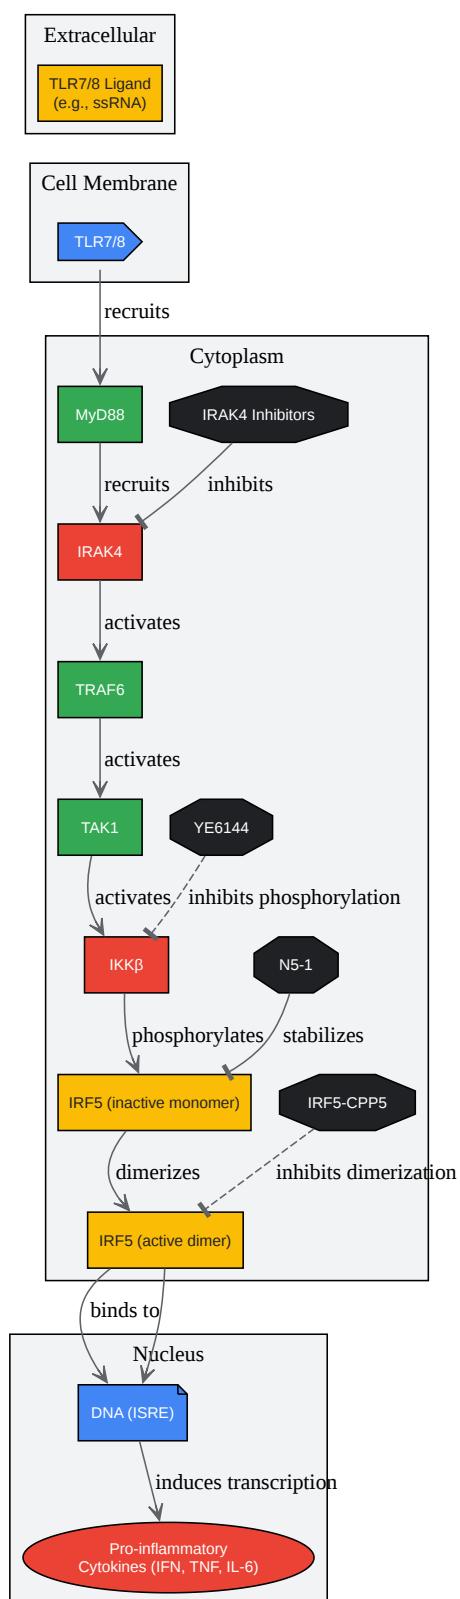 Extracellular
TLR7/8 Ligand
(e.g., ssRNA)
Cell Membrane
TLR7/8
recruits
Cytoplasm
MyD88
IRAK4 Inhibitors
recruits
inhibits
IRAK4
activates
TRAF6
activates
TAK1
YE6144
activates
inhibits phosphorylation
IKKβ
N5-1
phosphorylates
stabilizes
IRF5 (inactive monomer)
IRF5-CPP5
dimerizes
inhibits dimerization
IRF5 (active dimer)
binds to
Nucleus
DNA (ISRE)
induces transcription
Pro-inflammatory
Cytokines (IFN, TNF, IL-6)